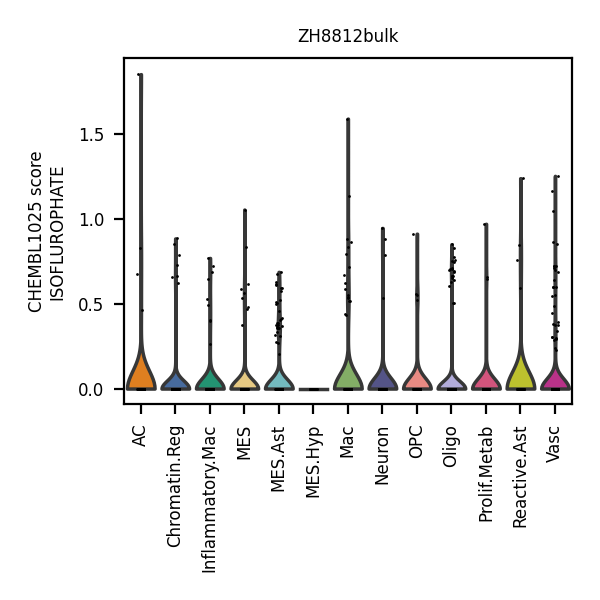 ZH8812bulk
CHEMBL1025 score
ISOFLUROPHATE
1.5
1.0
0.5
0.0
AC
Chromatin.Reg
Inflammatory.Mac
MES
MES.Ast
MES.Hyp
Mac
Neuron
OPC
Oligo
Prolif.Metab
Reactive.Ast
Vasc